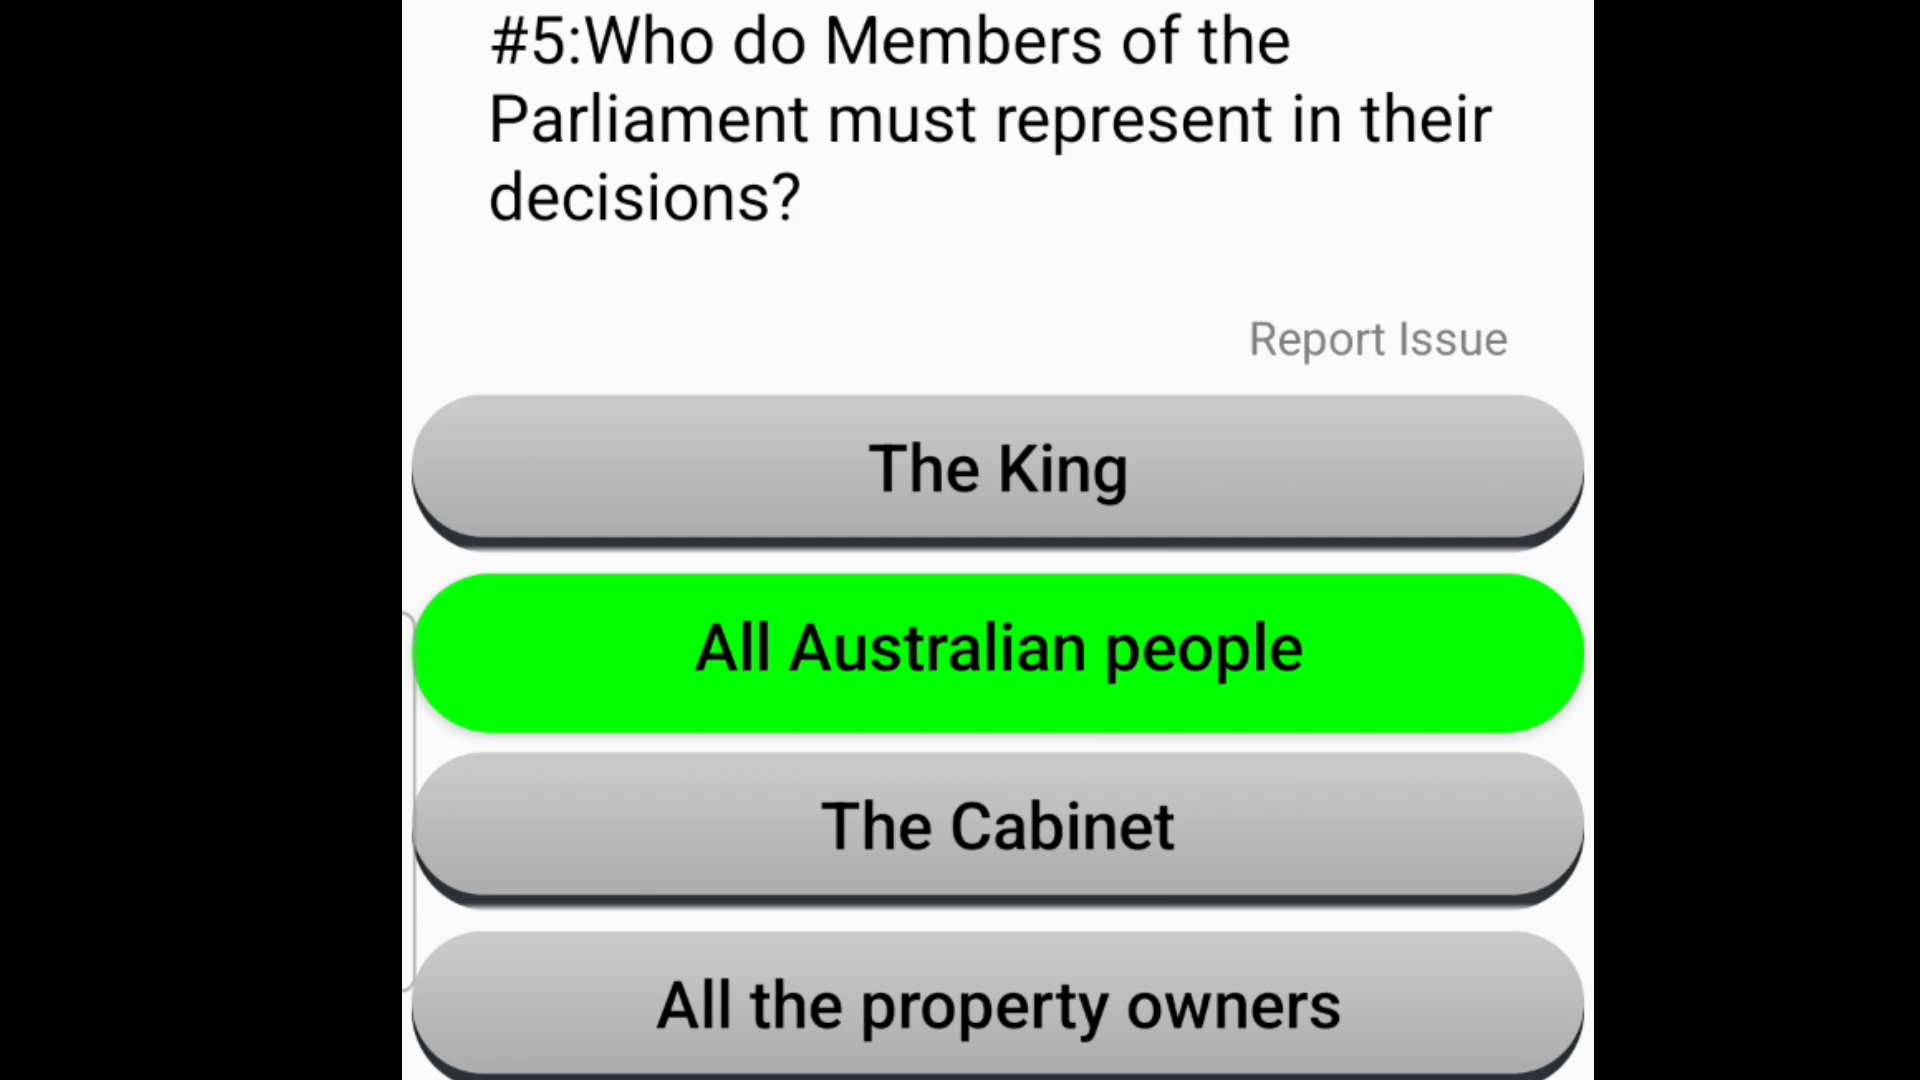 #5:Who do Members of the
Parliament must represent in their
decisions?
Report Issue
The King
All Australian people
The Cabinet
All the property owners